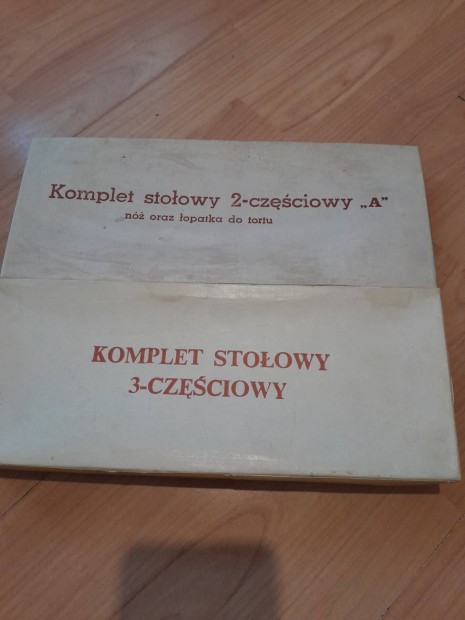 Komplet stołowy 2-częściowy „A”
nóż oraz łopatka do tortu
KOMPLET STOŁOWY
3-CZĘŚCIOWY